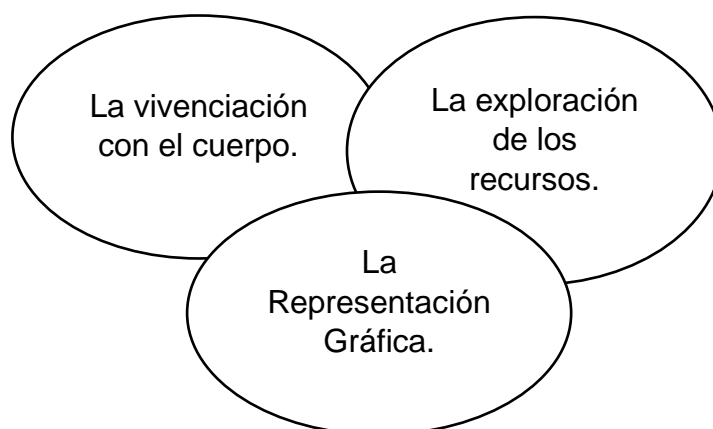 La vivenciación
con el cuerpo.
La exploración
de los
recursos.
La
Representación
Gráfica.